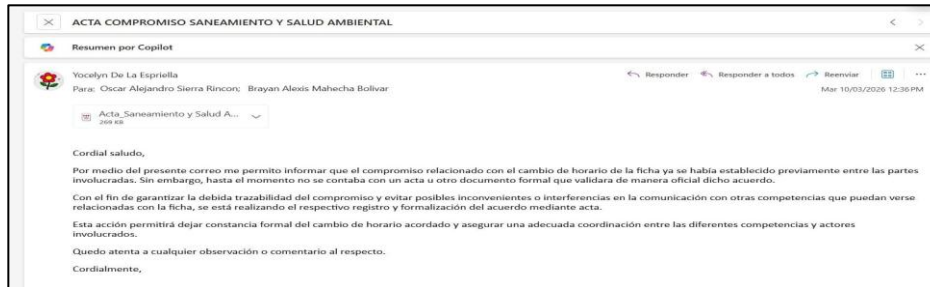 ACTA COMPROMISO SANEAMIENTO Y SALUD AMBIENTAL
Resumen por Copilot
Yocelyn De La Espriella
Responder Responder a todos Reenviar
Para: Oscar Alejandro Sierra Rincon; Brayan Alexis Mahecha Bolivar
Mar 10/03/2026 12:36 PM
Acta_Saneamiento y Salud A...
269 KB
Cordial saludo,
Por medio del presente correo me permito informar que el compromiso relacionado con el cambio de horario de la ficha ya se había establecido previamente entre las partes
involucradas. Sin embargo, hasta el momento no se contaba con un acta u otro documento formal que validara de manera oficial dicho acuerdo.
Con el fin de garantizar la debida trazabilidad del compromiso y evitar posibles inconvenientes o interferencias en la comunicación con otras competencias que puedan verse
relacionadas con la ficha, se está realizando el respectivo registro y formalización del acuerdo mediante acta.
Esta acción permitirá dejar constancia formal del cambio de horario acordado y asegurar una adecuada coordinación entre las diferentes competencias y actores
involucrados.
Quedo atenta a cualquier observación o comentario al respecto.
Cordialmente,